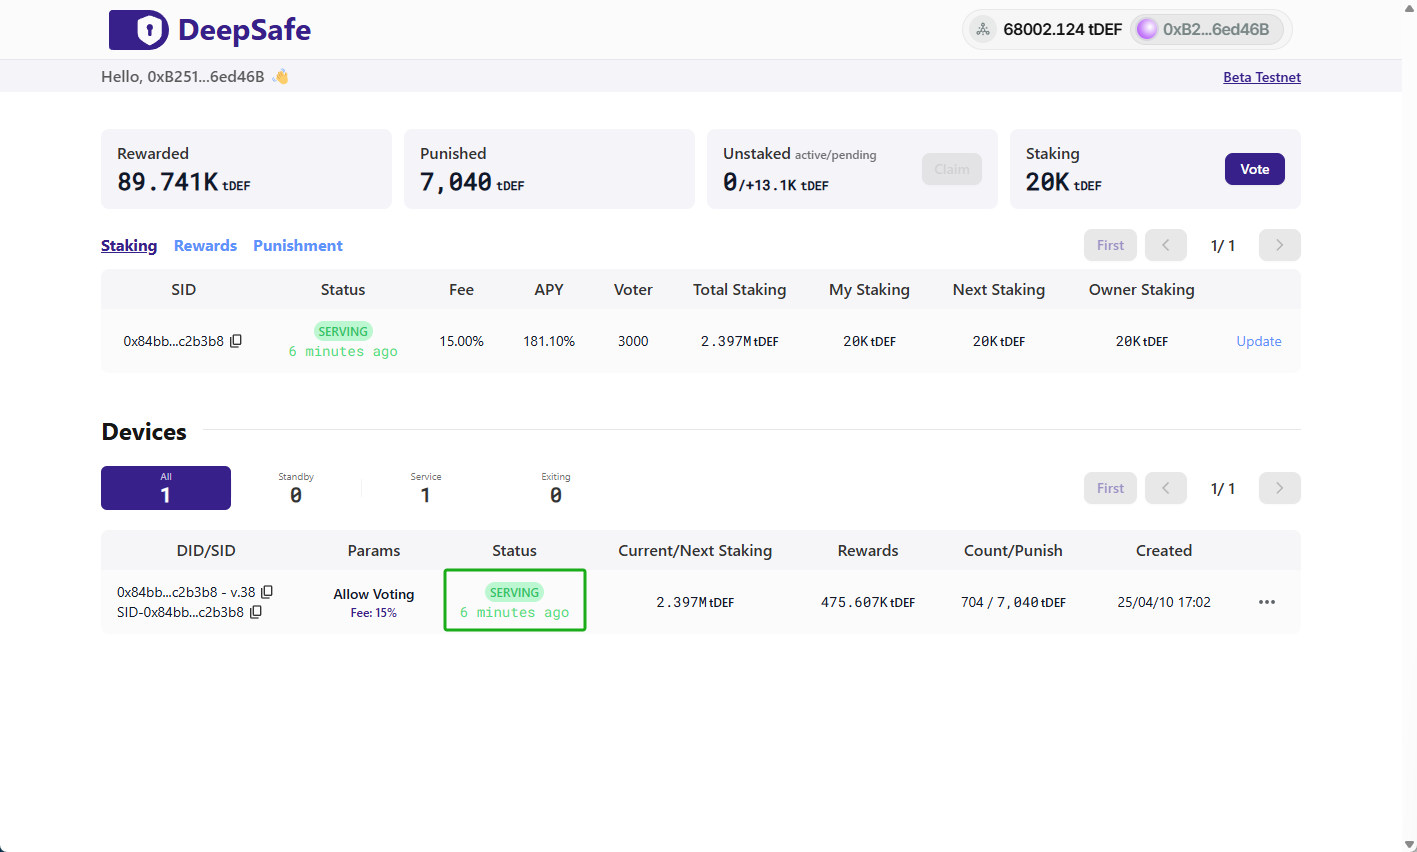 DeepSafe
68002.124 tDEF 0xB2...6ed46B
Hello, 0xB251...6ed46B 👋
Beta Testnet
Rewarded
89.741K tDEF
Punished
7,040 tDEF
Unstaked active/pending
0/+13.1K tDEF
Claim
Staking
20K tDEF
Vote
Staking Rewards Punishment
First < 1/ 1 >
SID Status Fee APY Voter Total Staking My Staking Next Staking Owner Staking
0x84bb...c2b3b8 SERVING 15.00% 181.10% 3000 2.397M tDEF 20K tDEF 20K tDEF 20K tDEF Update
6 minutes ago
Devices
All Standby Service Exiting
1 0 1 0
First < 1/ 1 >
DID/SID Params Status Current/Next Staking Rewards Count/Punish Created
0x84bb...c2b3b8 - v.38 Allow Voting SERVING 2.397M tDEF 475.607K tDEF 704 / 7,040 tDEF 25/04/10 17:02 •••
SID-0x84bb...c2b3b8 Fee: 15% 6 minutes ago